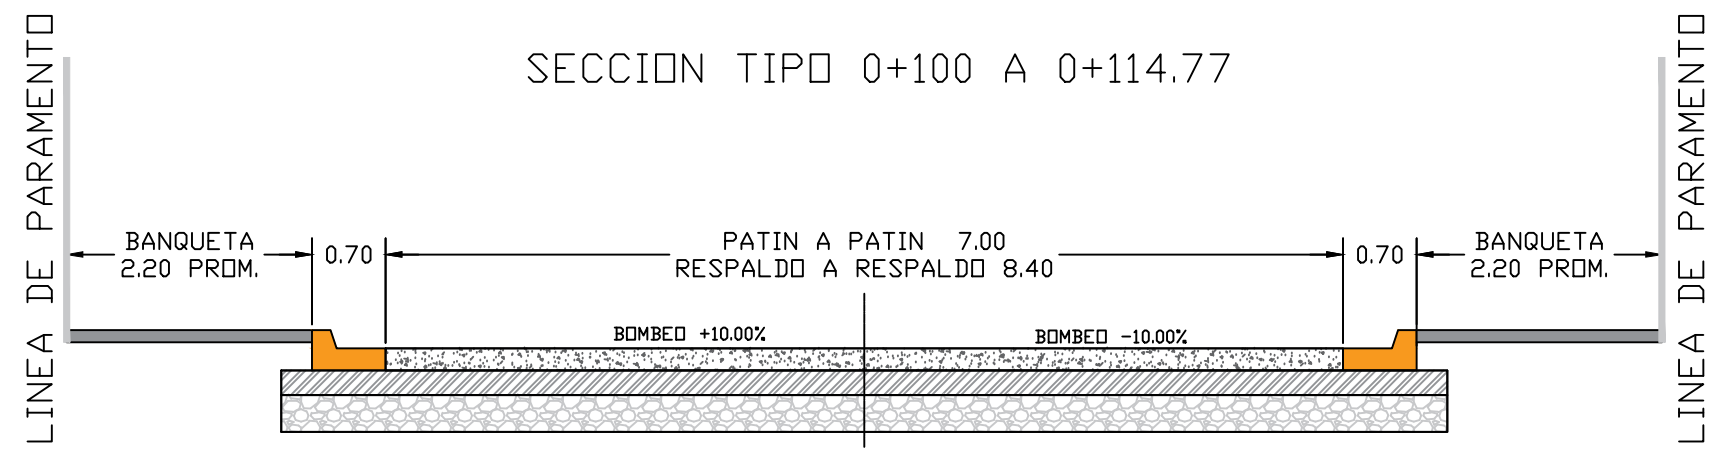 SECCION TIPO 0+100 A 0+114.77
LINEA DE PARAMENTO
BANQUETA
2.20 PROM.
0.70
PATIN A PATIN 7.00
RESPALDO A RESPALDO 8.40
0.70
BANQUETA
2.20 PROM.
LINEA DE PARAMENTO
BOMBEO +10.00%
BOMBEO -10.00%